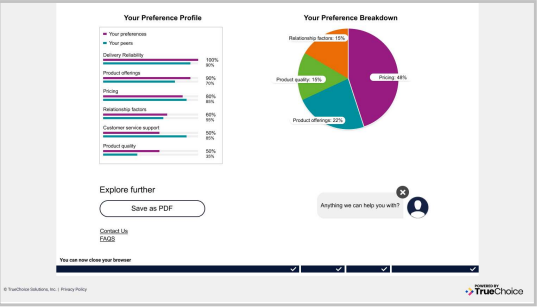 Your Preference Profile
Your preferences
Your peers
Delivery Reliability
100%
90%
Product offerings
90%
70%
Pricing
80%
85%
Relationship factors
60%
55%
Customer service support
50%
85%
Product quality
50%
35%
Your Preference Breakdown
Relationship factors: 15%
Product quality: 15%
Pricing: 48%
Product offerings: 22%
Explore further
Save as PDF
Contact Us
FAQS
Anything we can help you with?
You can now close your browser
© TrueChoice Solutions, Inc. | Privacy Policy
POWERED BY
TrueChoice